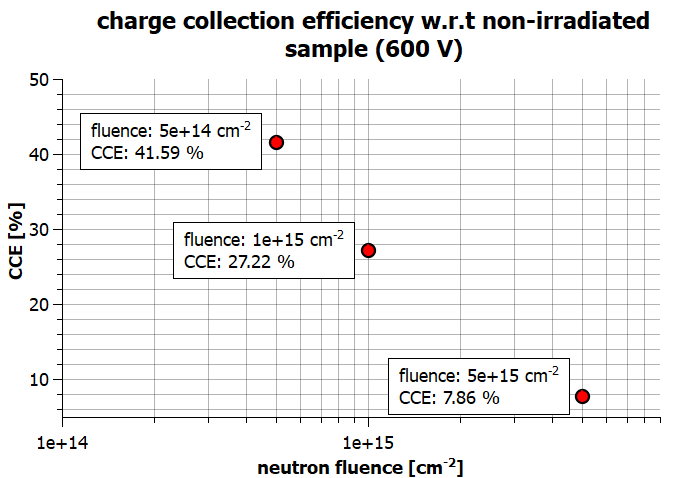 charge collection efficiency w.r.t non-irradiated
sample (600 V)
50
40
30
20
10
CCE [%]
fluence: 5e+14 cm⁻²
CCE: 41.59 %
fluence: 1e+15 cm⁻²
CCE: 27.22 %
fluence: 5e+15 cm⁻²
CCE: 7.86 %
1e+14
1e+15
neutron fluence [cm⁻²]